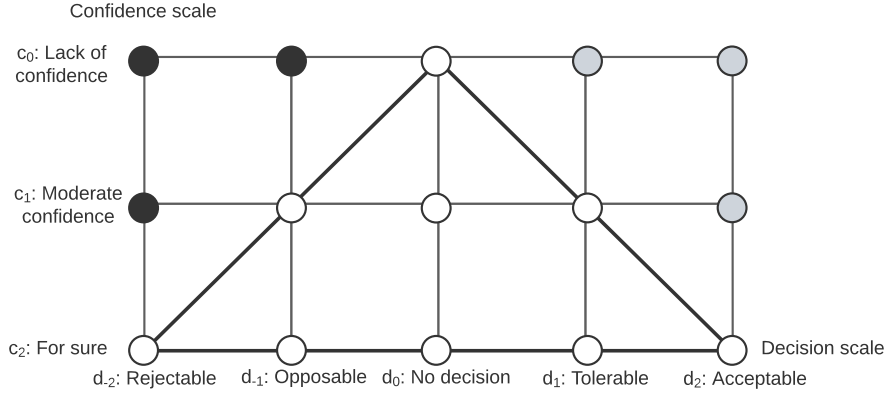 Confidence scale
c₀: Lack of
confidence
c₁: Moderate
confidence
c₂: For sure
Decision scale
d₋₂: Rejectable
d₋₁: Opposable
d₀: No decision
d₁: Tolerable
d₂: Acceptable